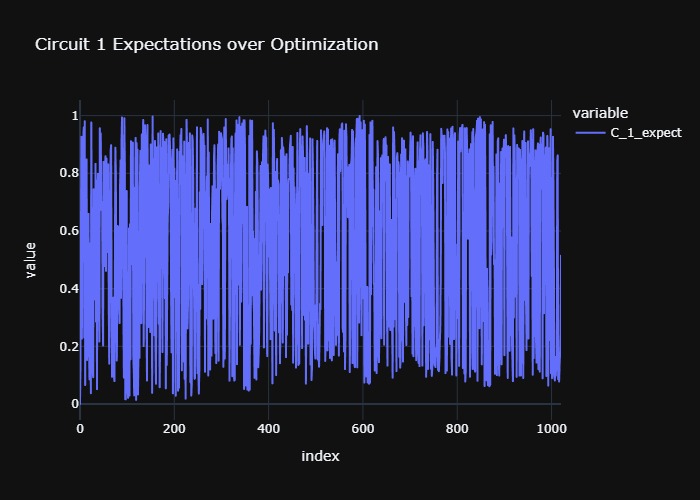 Circuit 1 Expectations over Optimization
variable
C_1_expect
value
1
0.8
0.6
0.4
0.2
0
0 200 400 600 800 1000
index